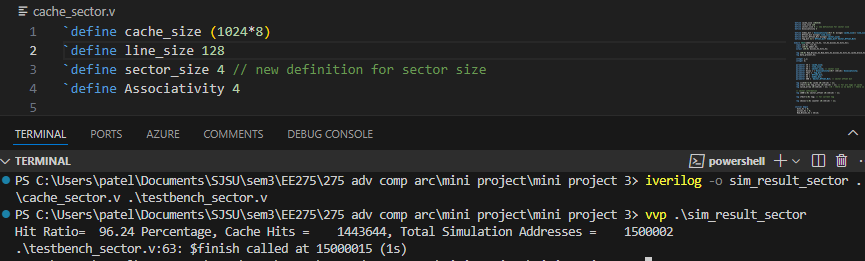 cache_sector.v
1 `define cache_size (1024*8)
2 `define line_size 128
3 `define sector_size 4 // new definition for sector size
4 `define Associativity 4
5
TERMINAL PORTS AZURE COMMENTS DEBUG CONSOLE
TERMINAL powershell
PS C:\Users\patel\Documents\SJSU\sem3\EE275\275 adv comp arc\mini project\mini project 3> iverilog -o sim_result_sector .
\cache_sector.v .\testbench_sector.v
PS C:\Users\patel\Documents\SJSU\sem3\EE275\275 adv comp arc\mini project\mini project 3> vvp .\sim_result_sector
Hit Ratio=  96.24 Percentage, Cache Hits =    1443644, Total Simulation Addresses =    1500002
.\testbench_sector.v:63: $finish called at 15000015 (1s)